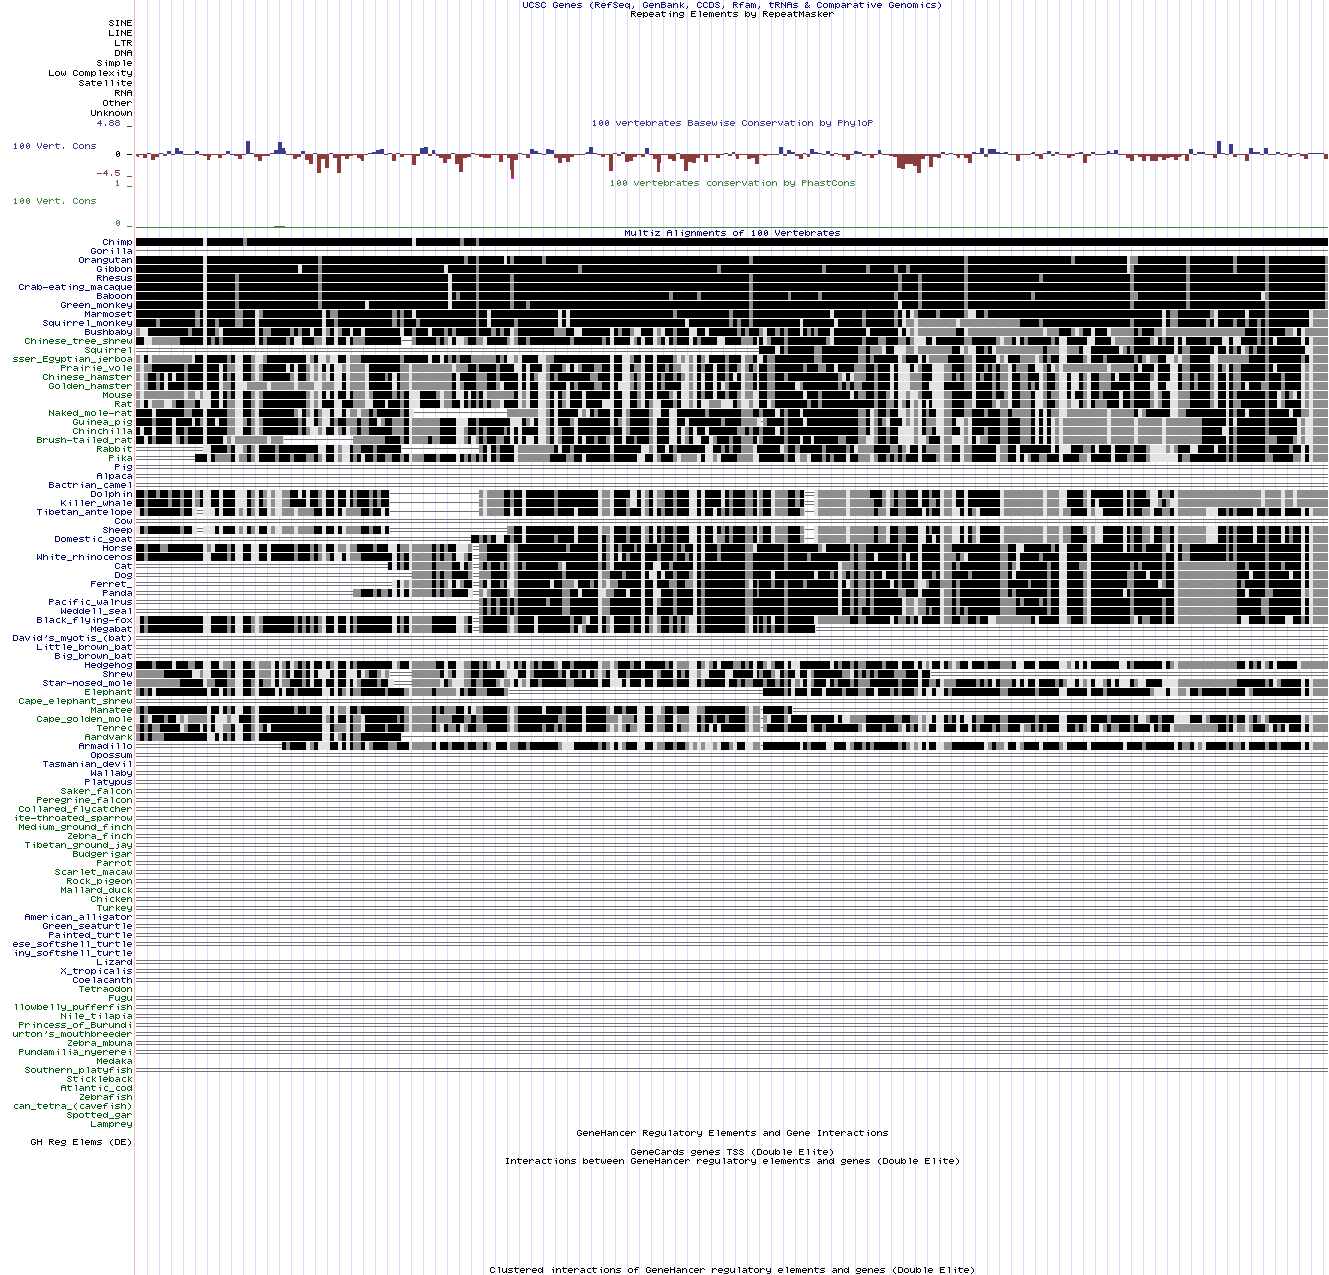 UCSC Genes (RefSeq, GenBank, CCDS, Rfam, tRNAs & Comparative Genomics)
Repeating Elements by RepeatMasker
SINE
LINE
LTR
DNA
Simple
Low Complexity
Satellite
RNA
Other
Unknown
100 vertebrates Basewise Conservation by PhyloP
4.88 _
100 Vert. Cons
0 -
-4.5 _
100 vertebrates conservation by PhastCons
1 _
100 Vert. Cons
0 _
Multiz Alignments of 100 Vertebrates
Chimp
Gorilla
Orangutan
Gibbon
Rhesus
Crab-eating_macaque
Baboon
Green_monkey
Marmoset
Squirrel_monkey
Bushbaby
Chinese_tree_shrew
Squirrel
sser_Egyptian_jerboa
Prairie_vole
Chinese_hamster
Golden_hamster
Mouse
Rat
Naked_mole-rat
Guinea_pig
Chinchilla
Brush-tailed_rat
Rabbit
Pika
Pig
Alpaca
Bactrian_camel
Dolphin
Killer_whale
Tibetan_antelope
Cow
Sheep
Domestic_goat
Horse
White_rhinoceros
Cat
Dog
Ferret_
Panda
Pacific_walrus
Weddell_seal
Black_flying-fox
Megabat
David's_myotis_(bat)
Little_brown_bat
Big_brown_bat
Hedgehog
Shrew
Star-nosed_mole
Elephant
Cape_elephant_shrew
Manatee
Cape_golden_mole
Tenrec
Aardvark
Armadillo
Opossum
Tasmanian_devil
Wallaby
Platypus
Saker_falcon
Peregrine_falcon
Collared_flycatcher
ite-throated_sparrow
Medium_ground_finch
Zebra_finch
Tibetan_ground_jay
Budgerigar
Parrot
Scarlet_macaw
Rock_pigeon
Mallard_duck
Chicken
Turkey
American_alligator
Green_seaturtle
Painted_turtle
ese_softshell_turtle
iny_softshell_turtle
Lizard
X_tropicalis
Coelacanth
Tetraodon
Fugu
llowbelly_pufferfish
Nile_tilapia
Princess_of_Burundi
urton's_mouthbreeder
Zebra_mbuna
Pundamilia_nyererei
Medaka
Southern_platyfish
Stickleback
Atlantic_cod
Zebrafish
can_tetra_(cavefish)
Spotted_gar
Lamprey
GeneHancer Regulatory Elements and Gene Interactions
GH Reg Elems (DE)
GeneCards genes TSS (Double Elite)
Interactions between GeneHancer regulatory elements and genes (Double Elite)
Clustered interactions of GeneHancer regulatory elements and genes (Double Elite)